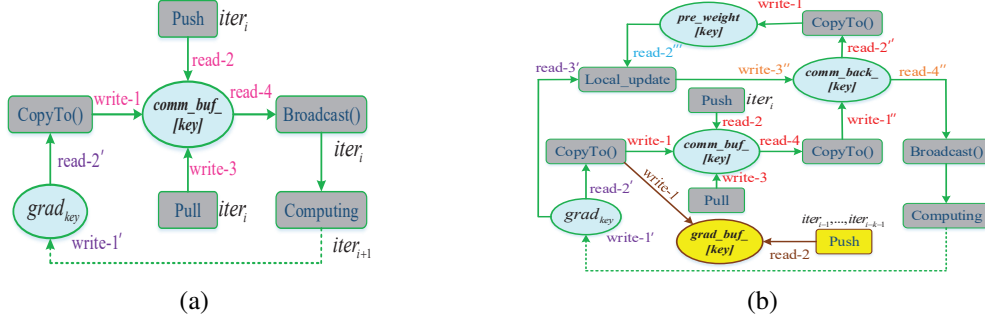 Push
iter_i
read-2
CopyTo()
write-1
comm_buf_
[key]
read-4
Broadcast()
iter_i
read-2′
write-3
grad_key
Pull
iter_i
Computing
write-1′
iter_{i+1}
(a)
pre_weight
[key]
write-1
CopyTo()
read-2‴
read-2″
read-3′
Local_update
write-3″
comm_back_
[key]
read-4″
Push
iter_i
read-2
write-1″
CopyTo()
write-1
comm_buf_
[key]
read-4
CopyTo()
Broadcast()
read-2′
write-1
write-3
Pull
grad_key
Computing
write-1′
grad_buf_
[key]
iter_{i-1},...,iter_{i-k-1}
Push
read-2
(b)